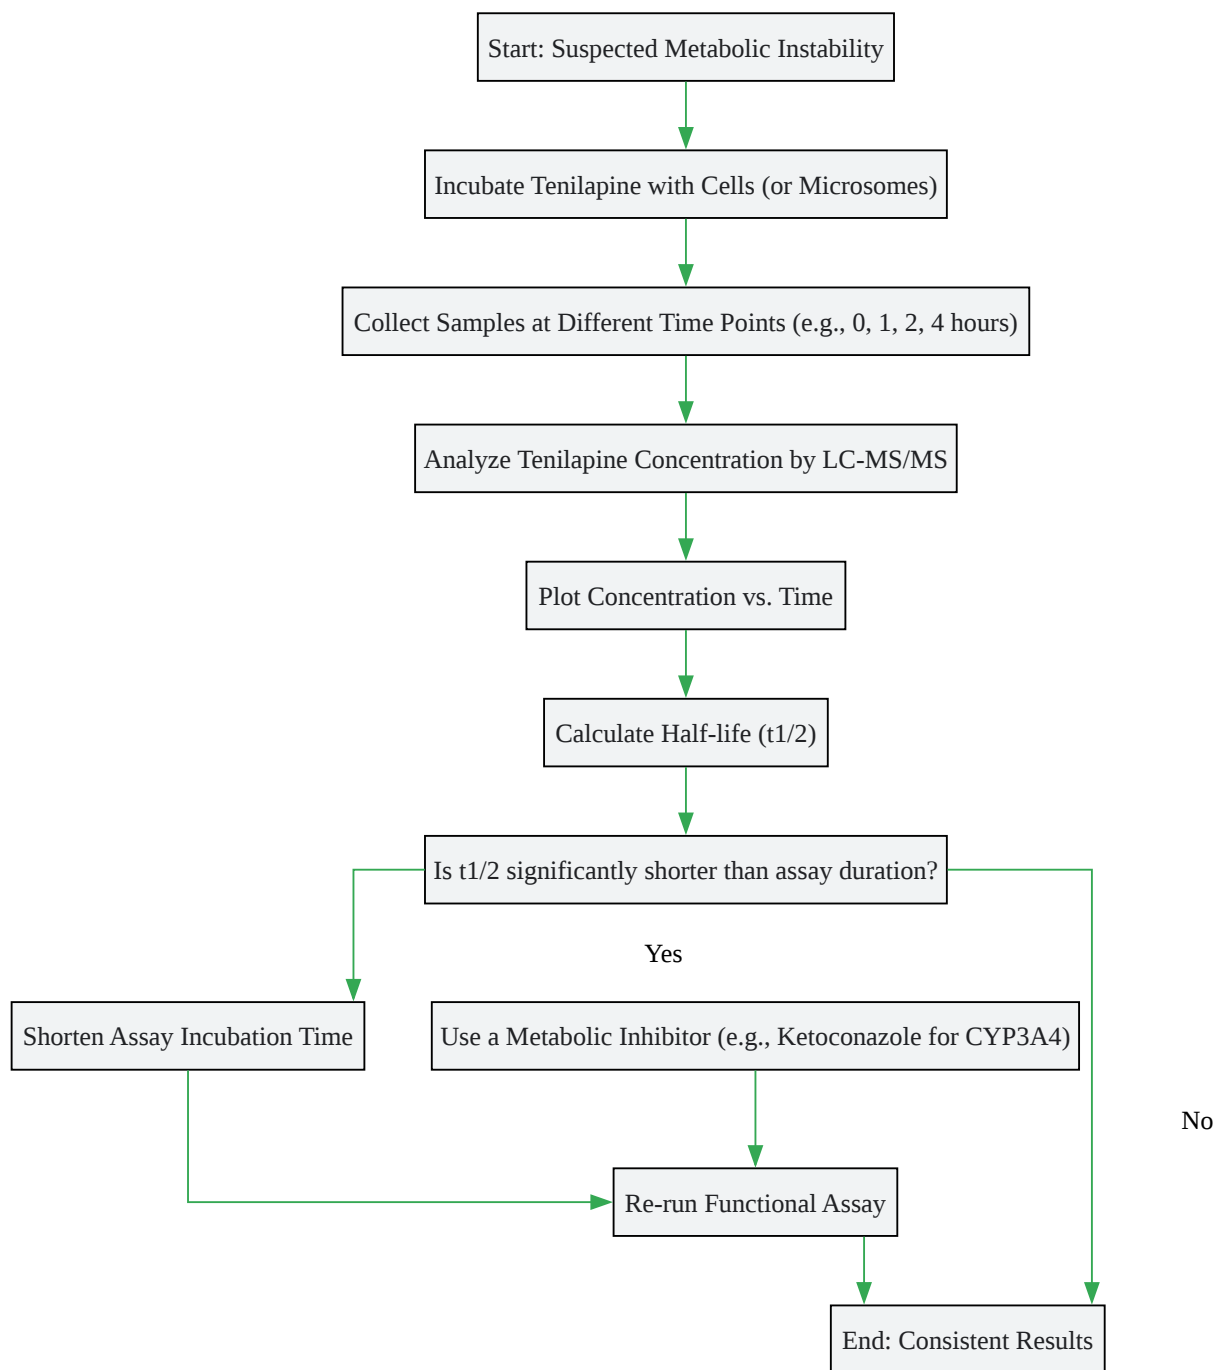 Start: Suspected Metabolic Instability
Incubate Tenilapine with Cells (or Microsomes)
Collect Samples at Different Time Points (e.g., 0, 1, 2, 4 hours)
Analyze Tenilapine Concentration by LC-MS/MS
Plot Concentration vs. Time
Calculate Half-life (t1/2)
Is t1/2 significantly shorter than assay duration?
Yes
Shorten Assay Incubation Time
Use a Metabolic Inhibitor (e.g., Ketoconazole for CYP3A4)
No
Re-run Functional Assay
End: Consistent Results